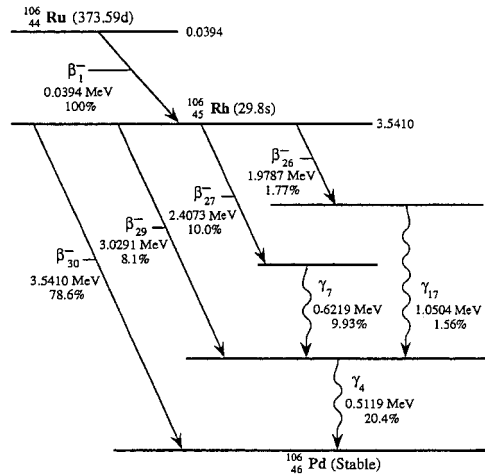 106
44 Ru (373.59d)
0.0394
β₁⁻
0.0394 MeV
100%
106
45 Rh (29.8s)
3.5410
β₂₆⁻
1.9787 MeV
1.77%
β₂₇⁻
2.4073 MeV
10.0%
β₂₉⁻
3.0291 MeV
8.1%
β₃₀⁻
3.5410 MeV
78.6%
γ₇
0.6219 MeV
9.93%
γ₁₇
1.0504 MeV
1.56%
γ₄
0.5119 MeV
20.4%
106
46 Pd (Stable)